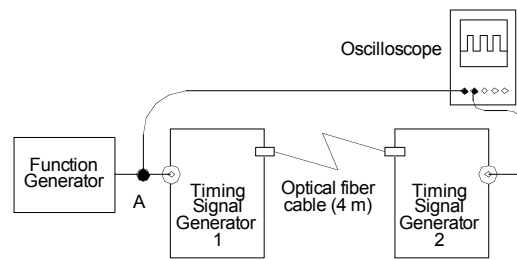 Oscilloscope
Function
Generator
A
Timing
Signal
Generator
1
Optical fiber
cable (4 m)
Timing
Signal
Generator
2